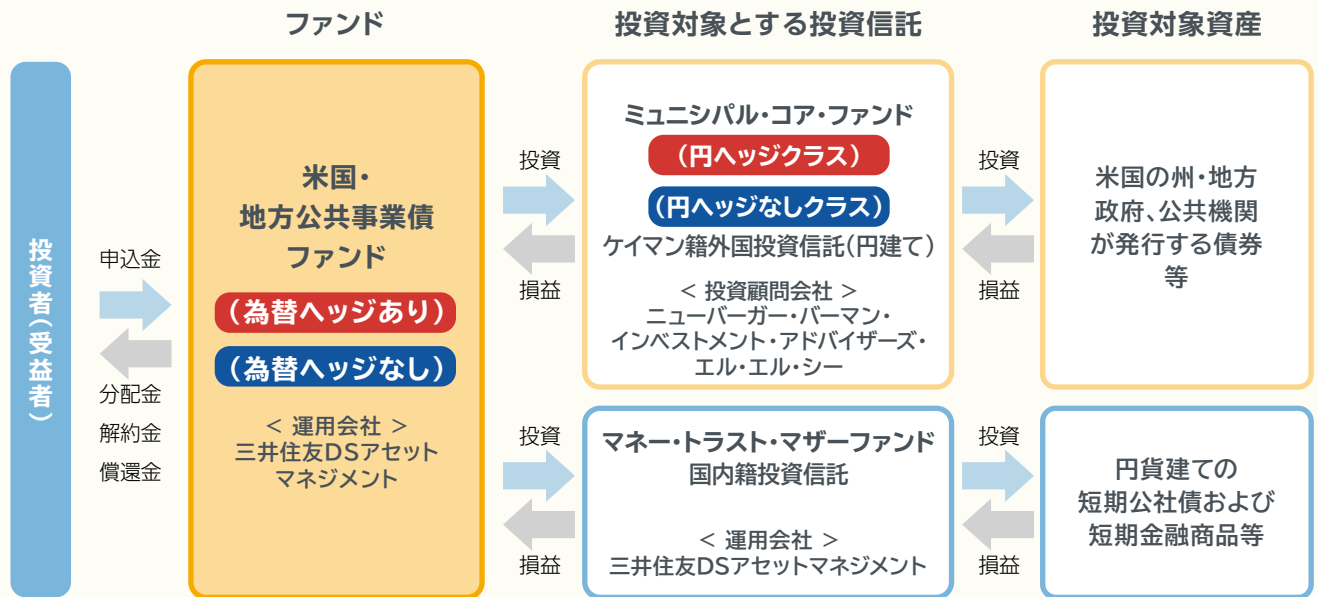 ファンド
投資対象とする投資信託
投資対象資産
投資者(受益者)
申込金
分配金
解約金
償還金
米国・
地方公共事業債
ファンド
(為替ヘッジあり)
(為替ヘッジなし)
< 運用会社 >
三井住友DSアセット
マネジメント
投資
損益
ミュニシパル・コア・ファンド
(円ヘッジクラス)
(円ヘッジなしクラス)
ケイマン籍外国投資信託(円建て)
< 投資顧問会社 >
ニューバーガー・バーマン・
インベストメント・アドバイザーズ・
エル・エル・シー
投資
損益
米国の州・地方
政府、公共機関
が発行する債券
等
投資
損益
マネー・トラスト・マザーファンド
国内籍投資信託
< 運用会社 >
三井住友DSアセットマネジメント
投資
損益
円貨建ての
短期公社債および
短期金融商品等